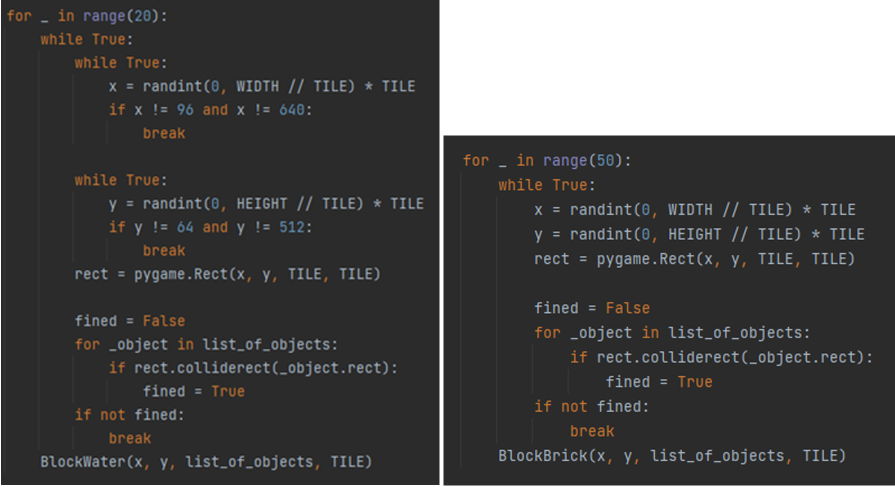 for _ in range(20):
    while True:
        while True:
            x = randint(0, WIDTH // TILE) * TILE
            if x != 96 and x != 640:
                break

        while True:
            y = randint(0, HEIGHT // TILE) * TILE
            if y != 64 and y != 512:
                break
        rect = pygame.Rect(x, y, TILE, TILE)

        fined = False
        for _object in list_of_objects:
            if rect.colliderect(_object.rect):
                fined = True
        if not fined:
            break
    BlockWater(x, y, list_of_objects, TILE)
for _ in range(50):
    while True:
        x = randint(0, WIDTH // TILE) * TILE
        y = randint(0, HEIGHT // TILE) * TILE
        rect = pygame.Rect(x, y, TILE, TILE)

        fined = False
        for _object in list_of_objects:
            if rect.colliderect(_object.rect):
                fined = True
        if not fined:
            break
    BlockBrick(x, y, list_of_objects, TILE)